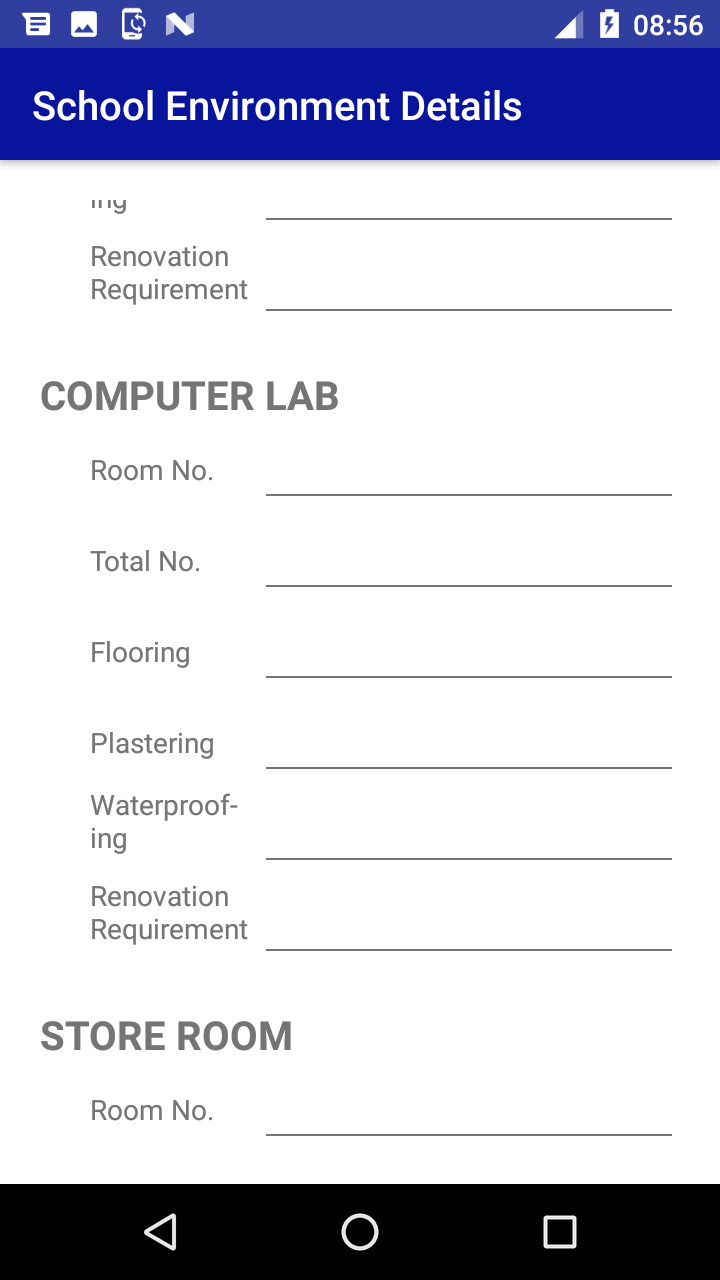 08:56
School Environment Details
ing
Renovation
Requirement
COMPUTER LAB
Room No.
Total No.
Flooring
Plastering
Waterproof-
ing
Renovation
Requirement
STORE ROOM
Room No.